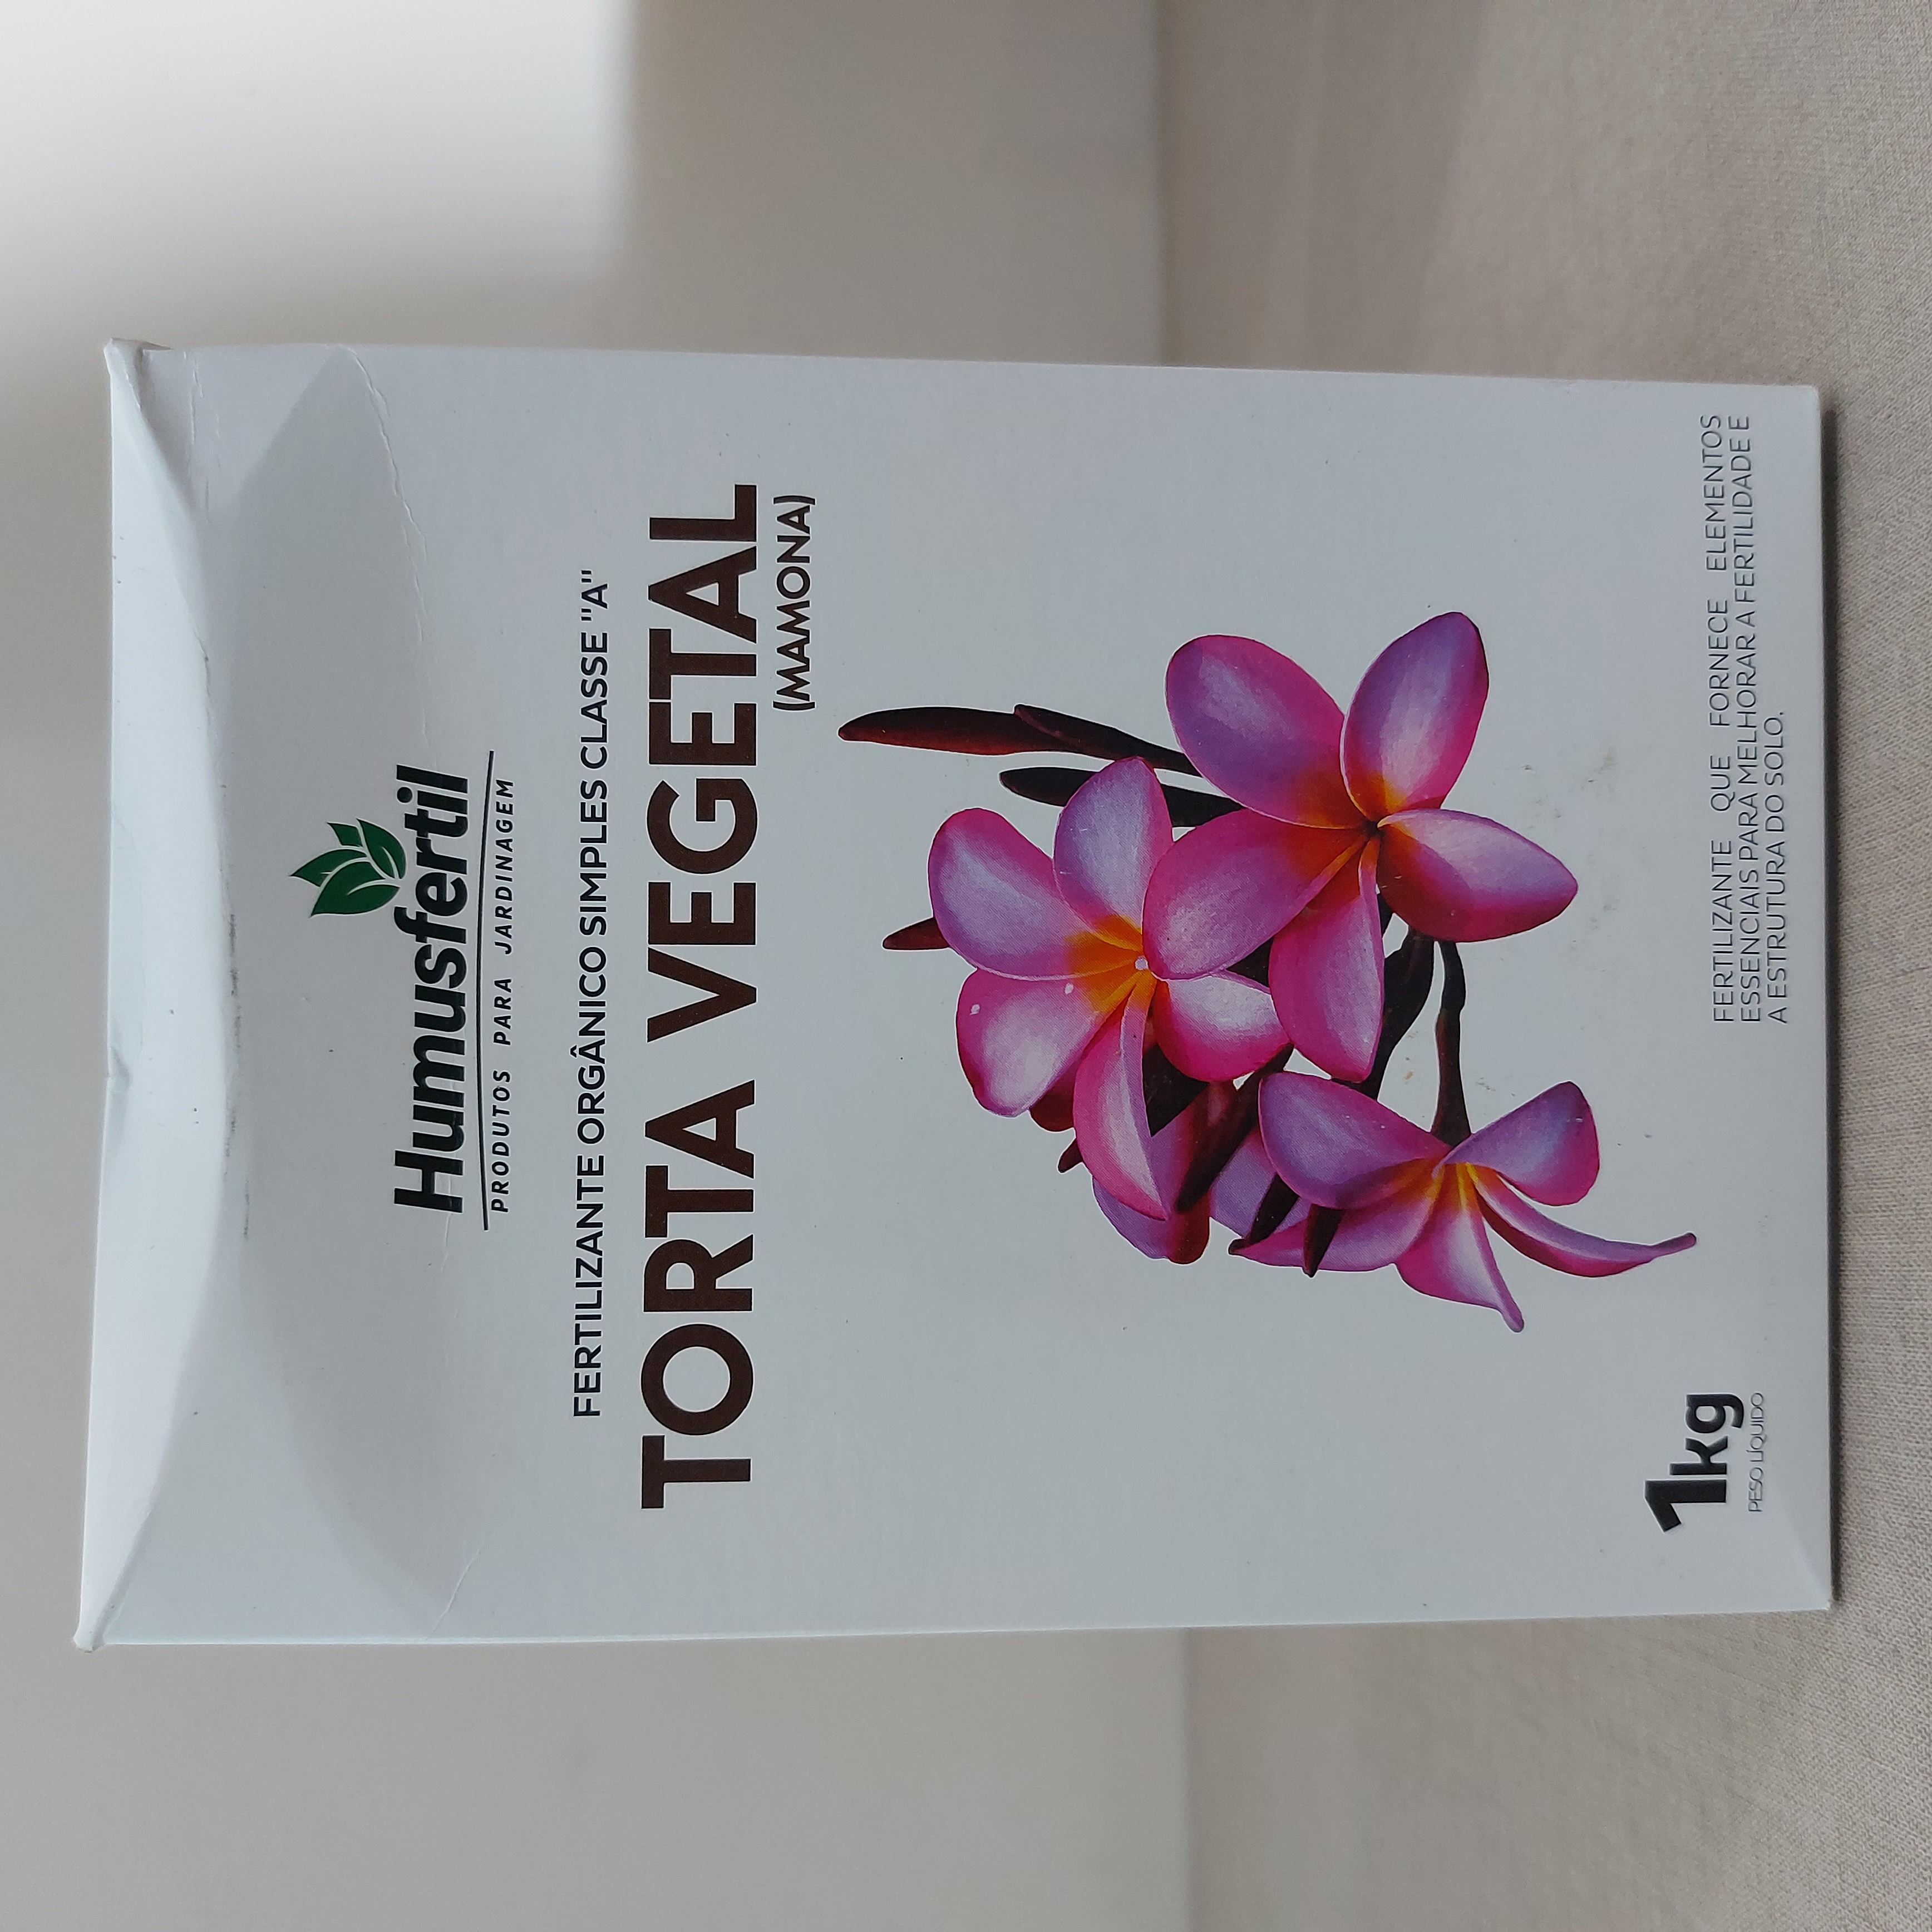 Humusfertil
PRODUTOS PARA JARDINAGEM
FERTILIZANTE ORGÂNICO SIMPLES CLASSE "A"
TORTA VEGETAL
(MAMONA)
1kg
PESO LÍQUIDO
FERTILIZANTE QUE FORNECE ELEMENTOS
ESSENCIAIS PARA MELHORAR A FERTILIDADE E
A ESTRUTURA DO SOLO.